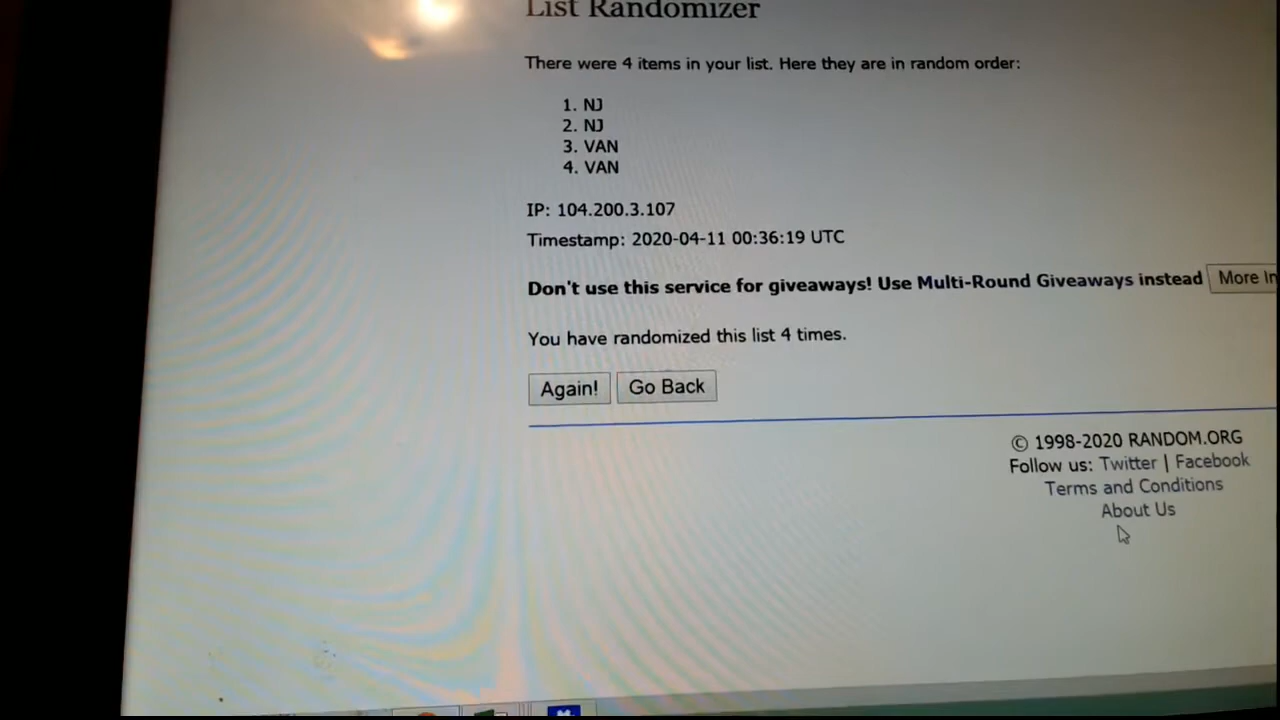 List Randomizer
There were 4 items in your list. Here they are in random order:
1. NJ
2. NJ
3. VAN
4. VAN
IP: 104.200.3.107
Timestamp: 2020-04-11 00:36:19 UTC
Don't use this service for giveaways! Use Multi-Round Giveaways instead More In
You have randomized this list 4 times.
Again! Go Back
© 1998-2020 RANDOM.ORG
Follow us: Twitter | Facebook
Terms and Conditions
About Us